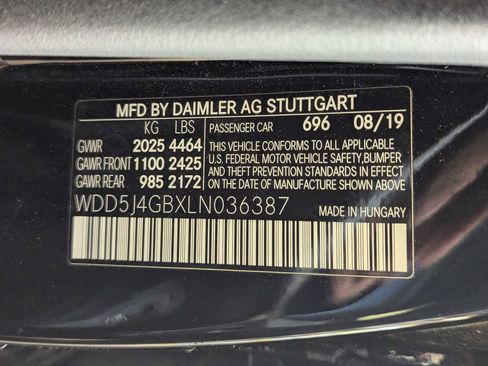 MFD BY DAIMLER AG STUTTGART
KG LBS PASSENGER CAR 696 08/19
GVWR 2025 4464
GAWR FRONT 1100 2425
GAWR REAR 985 2172
THIS VEHICLE CONFORMS TO ALL APPLICABLE
U.S. FEDERAL MOTOR VEHICLE SAFETY, BUMPER
AND THEFT PREVENTION STANDARDS IN EFFECT
ON THE DATE OF MANUFACTURE SHOWN ABOVE.
WDD5J4GBXLN036387 MADE IN HUNGARY